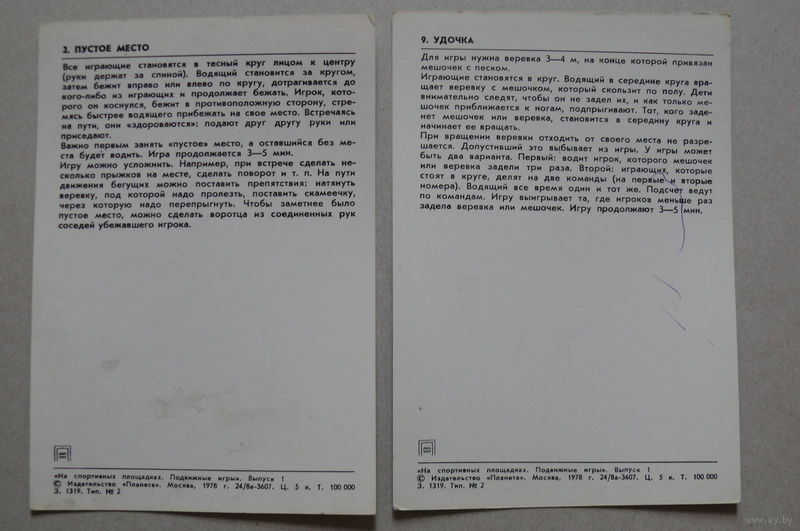 2. ПУСТОЕ МЕСТО
Все играющие становятся в тесный круг лицом к центру
(руки держат за спиной). Водящий становится за кругом,
затем бежит вправо или влево по кругу, дотрагивается до
кого-либо из играющих и продолжает бежать. Игрок, кото-
рого он коснулся, бежит в противоположную сторону, стре-
мясь быстрее водящего прибежать на свое место. Встречаясь
на пути, они «здороваются»: подают друг другу руки или
приседают.
Важно первым занять «пустое» место, а оставшийся без ме-
ста будет водить. Игра продолжается 3—5 мин.
Игру можно усложнить. Например, при встрече сделать не-
сколько прыжков на месте, сделать поворот и т. п. На пути
движения бегущих можно поставить препятствия: натянуть
веревку, под которой надо пролезть, поставить скамеечку,
через которую надо перепрыгнуть. Чтобы заметнее было
пустое место, можно сделать воротца из соединенных рук
соседей убежавшего игрока.
«На спортивных площадках. Подвижные игры». Выпуск 1
© Издательство «Планета». Москва, 1978 г. 24/8а-3607. Ц. 5 к. Т. 100 000
З. 1319. Тип. № 2
9. УДОЧКА
Для игры нужна веревка 3—4 м, на конце которой привязан
мешочек с песком.
Играющие становятся в круг. Водящий в середине круга вра-
щает веревку с мешочком, который скользит по полу. Дети
внимательно следят, чтобы он не задел их, и как только ме-
шочек приближается к ногам, подпрыгивают. Тот, кого заде-
нет мешочек или веревка, становится в середину круга и
начинает ее вращать.
При вращении веревки отходить от своего места не разре-
шается. Допустивший это выбывает из игры. У игры может
быть два варианта. Первый: водит игрок, которого мешочек
или веревка задели три раза. Второй: играющих, которые
стоят в круге, делят на две команды (на первые и вторые
номера). Водящий все время один и тот же. Подсчет ведут
по командам. Игру выигрывает та, где игроков меньше раз
задела веревка или мешочек. Игру продолжают 3—5 мин.
«На спортивных площадках. Подвижные игры». Выпуск 1
© Издательство «Планета». Москва, 1978 г. 24/8а-3607. Ц. 5 к. Т. 100 000
З. 1319. Тип. № 2
www.ay.by